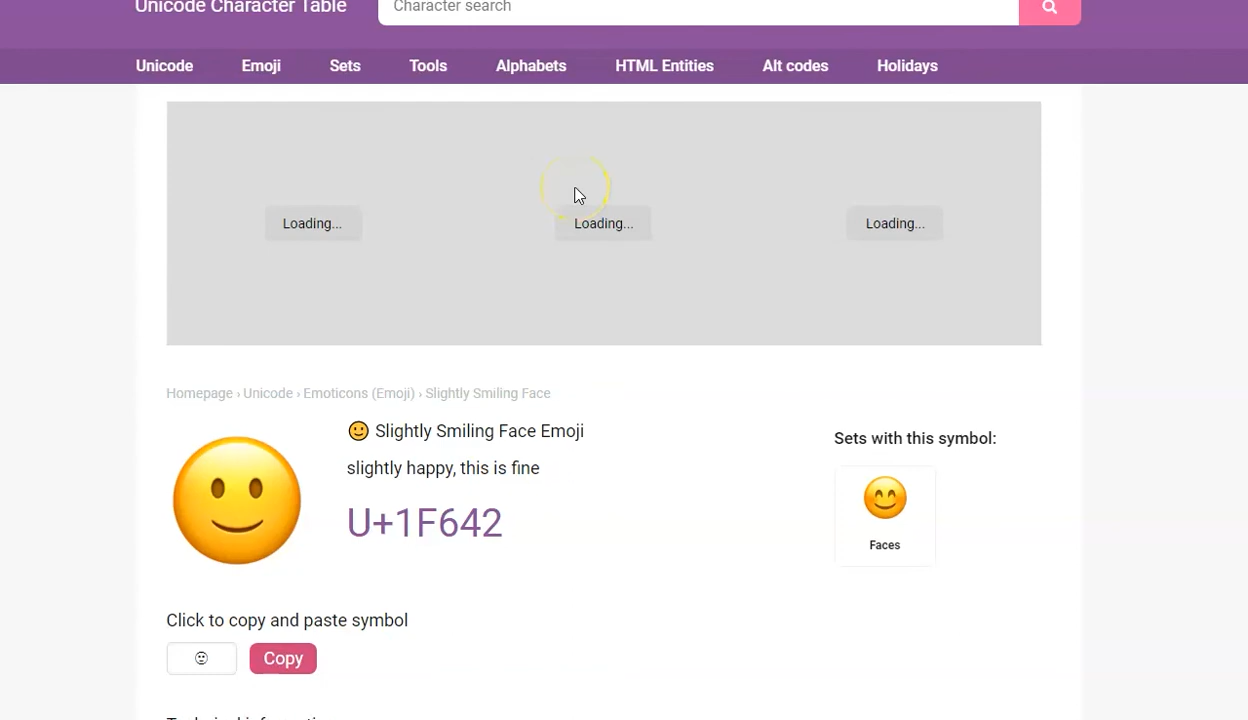 Unicode Character Table
Character search
Unicode Emoji Sets Tools Alphabets HTML Entities Alt codes Holidays
Loading... Loading... Loading...
Homepage › Unicode › Emoticons (Emoji) › Slightly Smiling Face
🙂 Slightly Smiling Face Emoji
slightly happy, this is fine
U+1F642
Sets with this symbol:
Faces
Click to copy and paste symbol
🙂 Copy